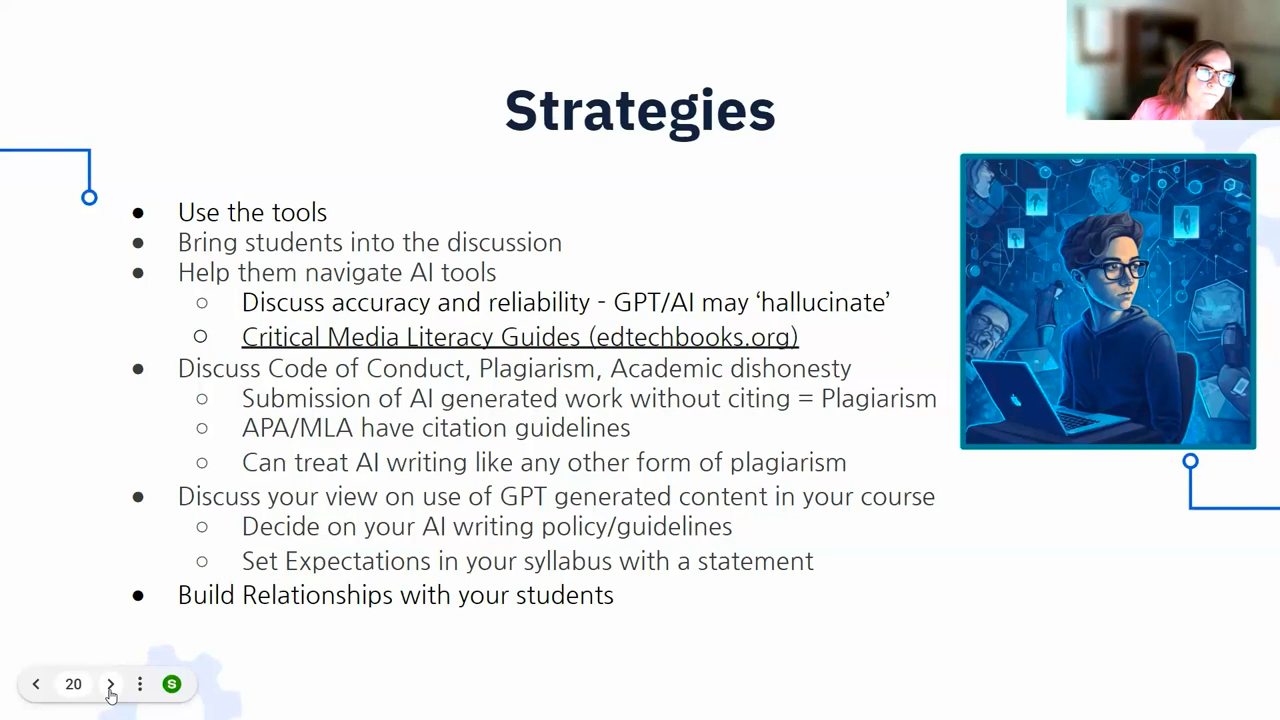 Strategies
● Use the tools
● Bring students into the discussion
● Help them navigate AI tools
○ Discuss accuracy and reliability - GPT/AI may ‘hallucinate’
○ Critical Media Literacy Guides (edtechbooks.org)
● Discuss Code of Conduct, Plagiarism, Academic dishonesty
○ Submission of AI generated work without citing = Plagiarism
○ APA/MLA have citation guidelines
○ Can treat AI writing like any other form of plagiarism
● Discuss your view on use of GPT generated content in your course
○ Decide on your AI writing policy/guidelines
○ Set Expectations in your syllabus with a statement
● Build Relationships with your students
20
S